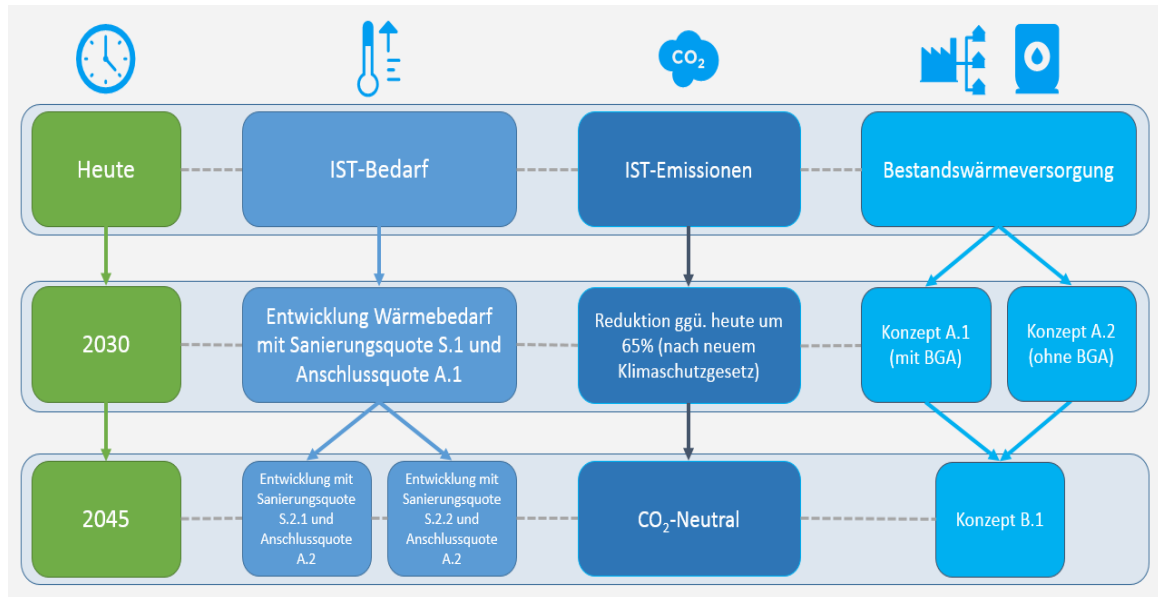 CO₂
Heute
IST-Bedarf
IST-Emissionen
Bestandswärmeversorgung
2030
Entwicklung Wärmebedarf
mit Sanierungsquote S.1 und
Anschlussquote A.1
Reduktion ggü. heute um
65% (nach neuem
Klimaschutzgesetz)
Konzept A.1
(mit BGA)
Konzept A.2
(ohne BGA)
2045
Entwicklung mit
Sanierungsquote
S.2.1 und
Anschlussquote
A.2
Entwicklung mit
Sanierungsquote
S.2.2 und
Anschlussquote
A.2
CO₂-Neutral
Konzept B.1